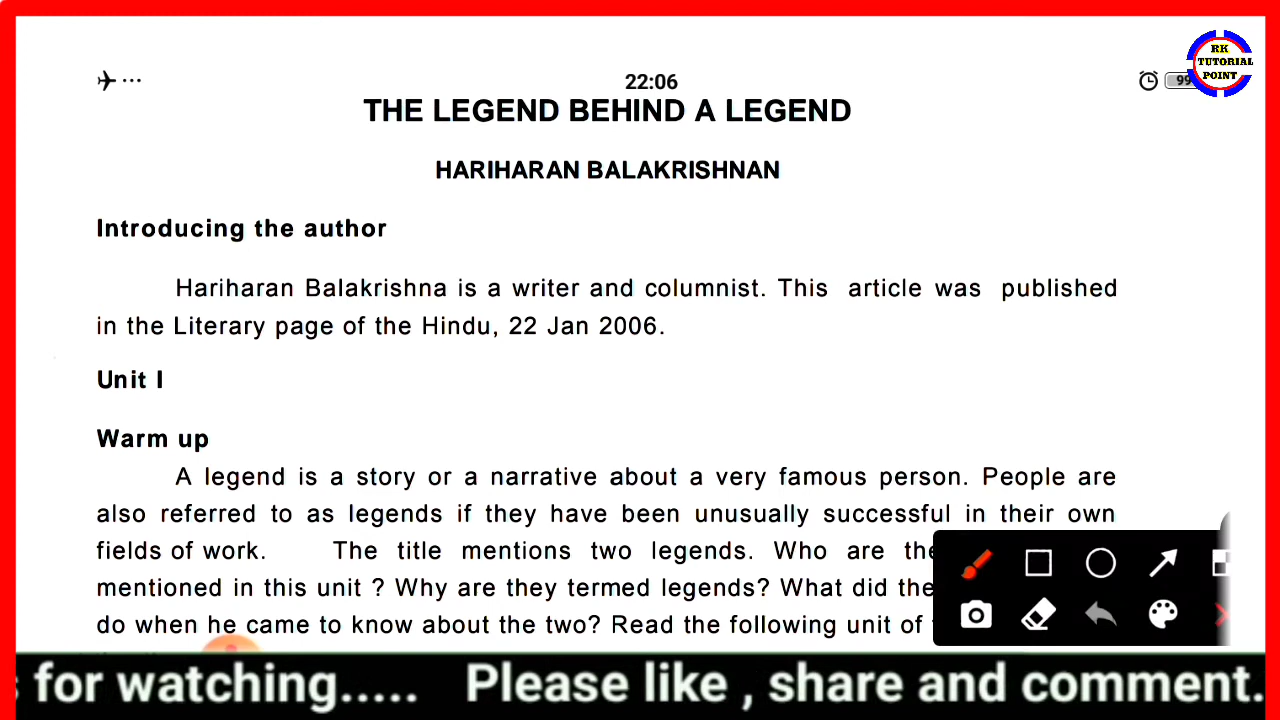 22:06
99
RK
TUTORIAL
POINT
THE LEGEND BEHIND A LEGEND
HARIHARAN BALAKRISHNAN
Introducing the author
Hariharan Balakrishna is a writer and columnist. This article was published
in the Literary page of the Hindu, 22 Jan 2006.
Unit I
Warm up
A legend is a story or a narrative about a very famous person. People are
also referred to as legends if they have been unusually successful in their own
fields of work. The title mentions two legends. Who are
mentioned in this unit ? Why are they termed legends? What did
do when he came to know about the two? Read the following unit of
for watching..... Please like , share and comment.